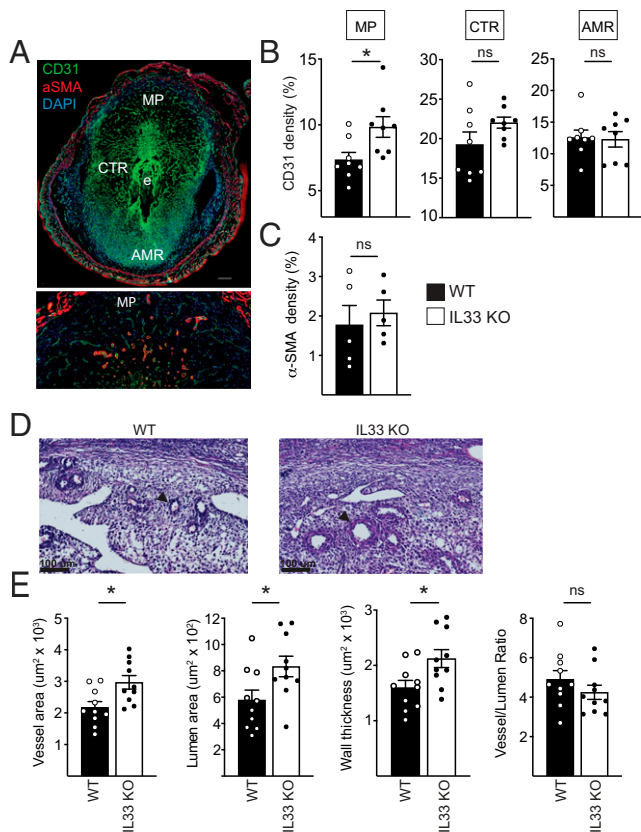 A
CD31
aSMA
DAPI
MP
CTR
e
AMR
MP
B
MP
CTR
AMR
*
ns
ns
CD31 density (%)
15
10
5
30
25
20
15
10
25
20
15
10
5
0
C
ns
α-SMA density (%)
4
3
2
1
0
WT
IL33 KO
D
WT
IL33 KO
100 um
100 um
E
*
*
*
ns
Vessel area (um² x 10³)
5
4
3
2
1
WT
IL33 KO
Lumen area (um² x 10²)
12
10
8
6
4
2
0
WT
IL33 KO
Wall thickness (um² x 10³)
3
2
1
0
WT
IL33 KO
Vessel/Lumen Ratio
8
6
4
2
0
WT
IL33 KO